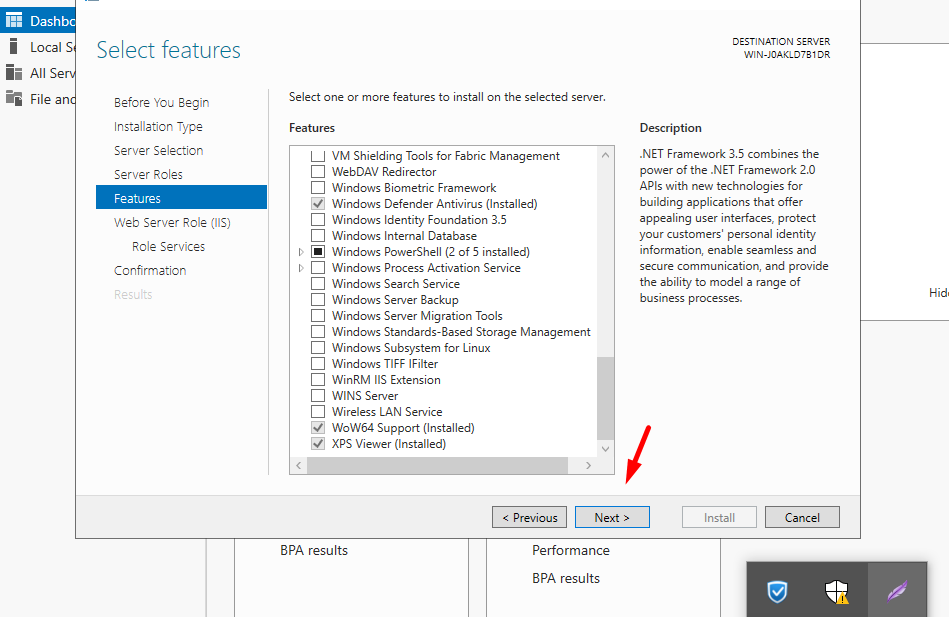 Dashbo
Local Se
All Serv
File and
Select features
DESTINATION SERVER
WIN-J0AKLD7B1DR
Before You Begin
Installation Type
Server Selection
Server Roles
Features
Web Server Role (IIS)
Role Services
Confirmation
Results
Select one or more features to install on the selected server.
Features
VM Shielding Tools for Fabric Management
WebDAV Redirector
Windows Biometric Framework
Windows Defender Antivirus (Installed)
Windows Identity Foundation 3.5
Windows Internal Database
Windows PowerShell (2 of 5 installed)
Windows Process Activation Service
Windows Search Service
Windows Server Backup
Windows Server Migration Tools
Windows Standards-Based Storage Management
Windows Subsystem for Linux
Windows TIFF IFilter
WinRM IIS Extension
WINS Server
Wireless LAN Service
WoW64 Support (Installed)
XPS Viewer (Installed)
Description
.NET Framework 3.5 combines the
power of the .NET Framework 2.0
APIs with new technologies for
building applications that offer
appealing user interfaces, protect
your customers' personal identity
information, enable seamless and
secure communication, and provide
the ability to model a range of
business processes.
Hide
< Previous
Next >
Install
Cancel
BPA results
Performance
BPA results